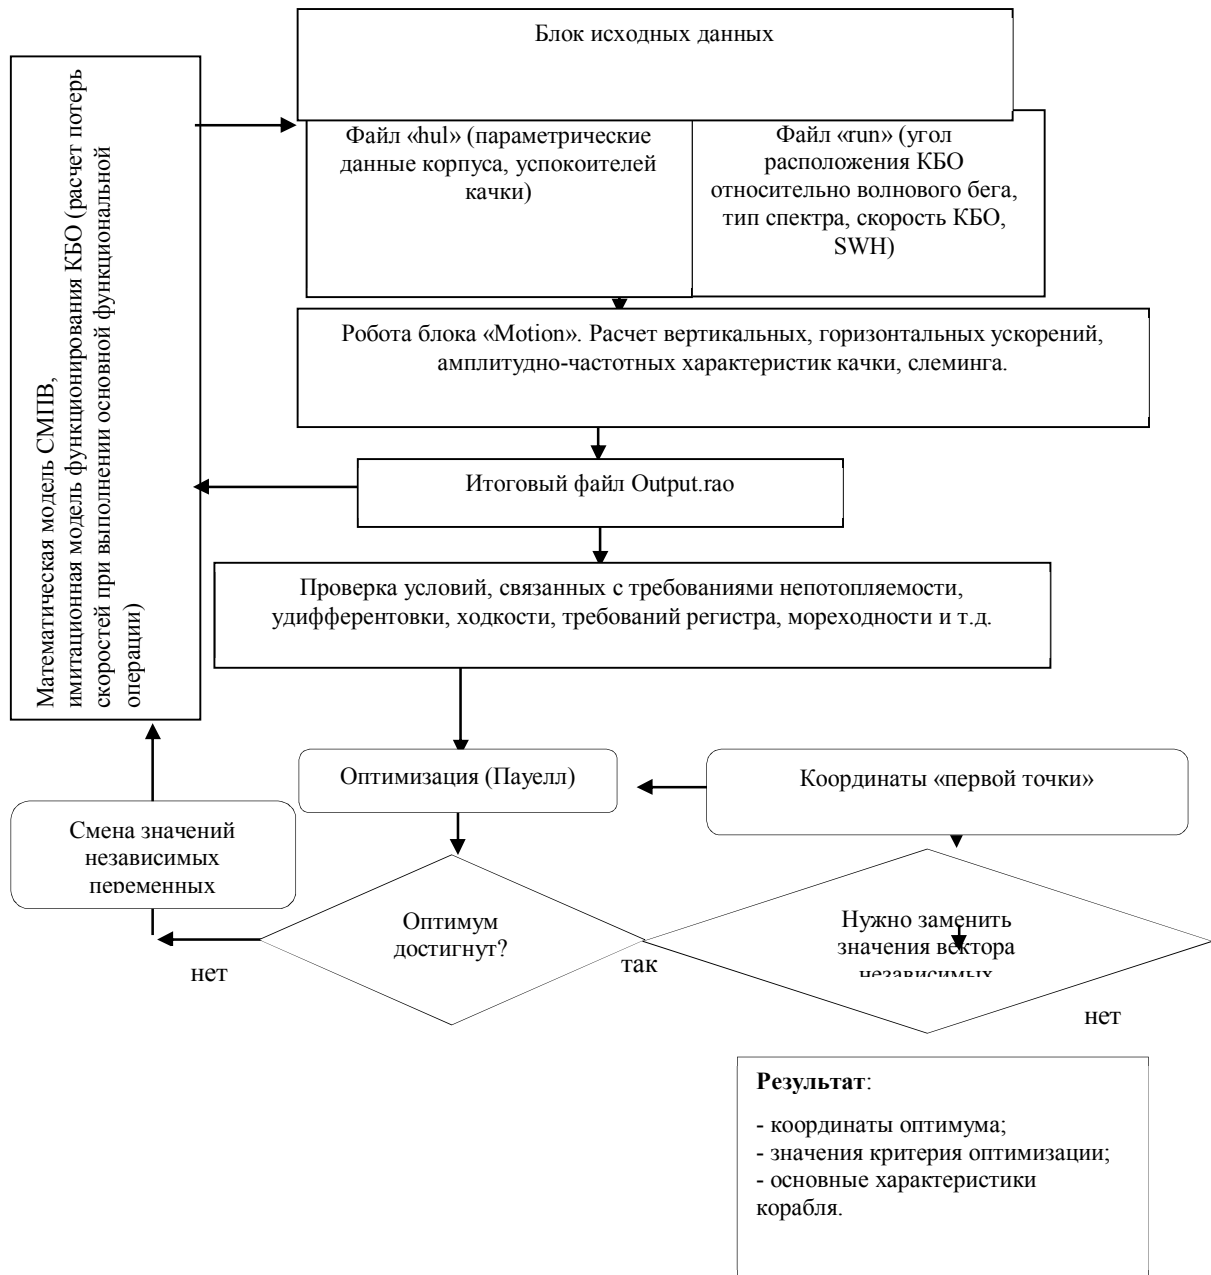 Блок исходных данных
Математическая модель СМПВ,
имитационная модель функционирования КБО (расчет потерь
скоростей при выполнении основной функциональной
операции)
Файл «hul» (параметрические
данные корпуса, успокоителей
качки)
Файл «run» (угол
расположения КБО
относительно волнового бега,
тип спектра, скорость КБО,
SWH)
Робота блока «Motion». Расчет вертикальных, горизонтальных ускорений,
амплитудно-частотных характеристик качки, слеминга.
Итоговый файл Output.rao
Проверка условий, связанных с требованиями непотопляемости,
удифферентовки, ходкости, требований регистра, мореходности и т.д.
Оптимизация (Пауелл)
Координаты «первой точки»
Смена значений
независимых
переменных
Оптимум
достигнут?
Нужно заменить
значения вектора
независимых
нет
так
нет
Результат:
- координаты оптимума;
- значения критерия оптимизации;
- основные характеристики
корабля.